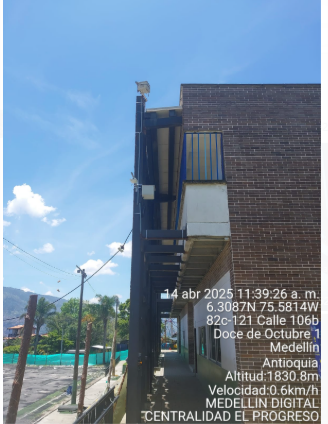 14 abr 2025 11:39:26 a. m.
6.3087N 75.5814W
82c-121 Calle 106b
Doce de Octubre 1
Medellín
Antioquia
Altitud:1830.8m
Velocidad:0.6km/h
MEDELLIN DIGITAL
CENTRALIDAD EL PROGRESO